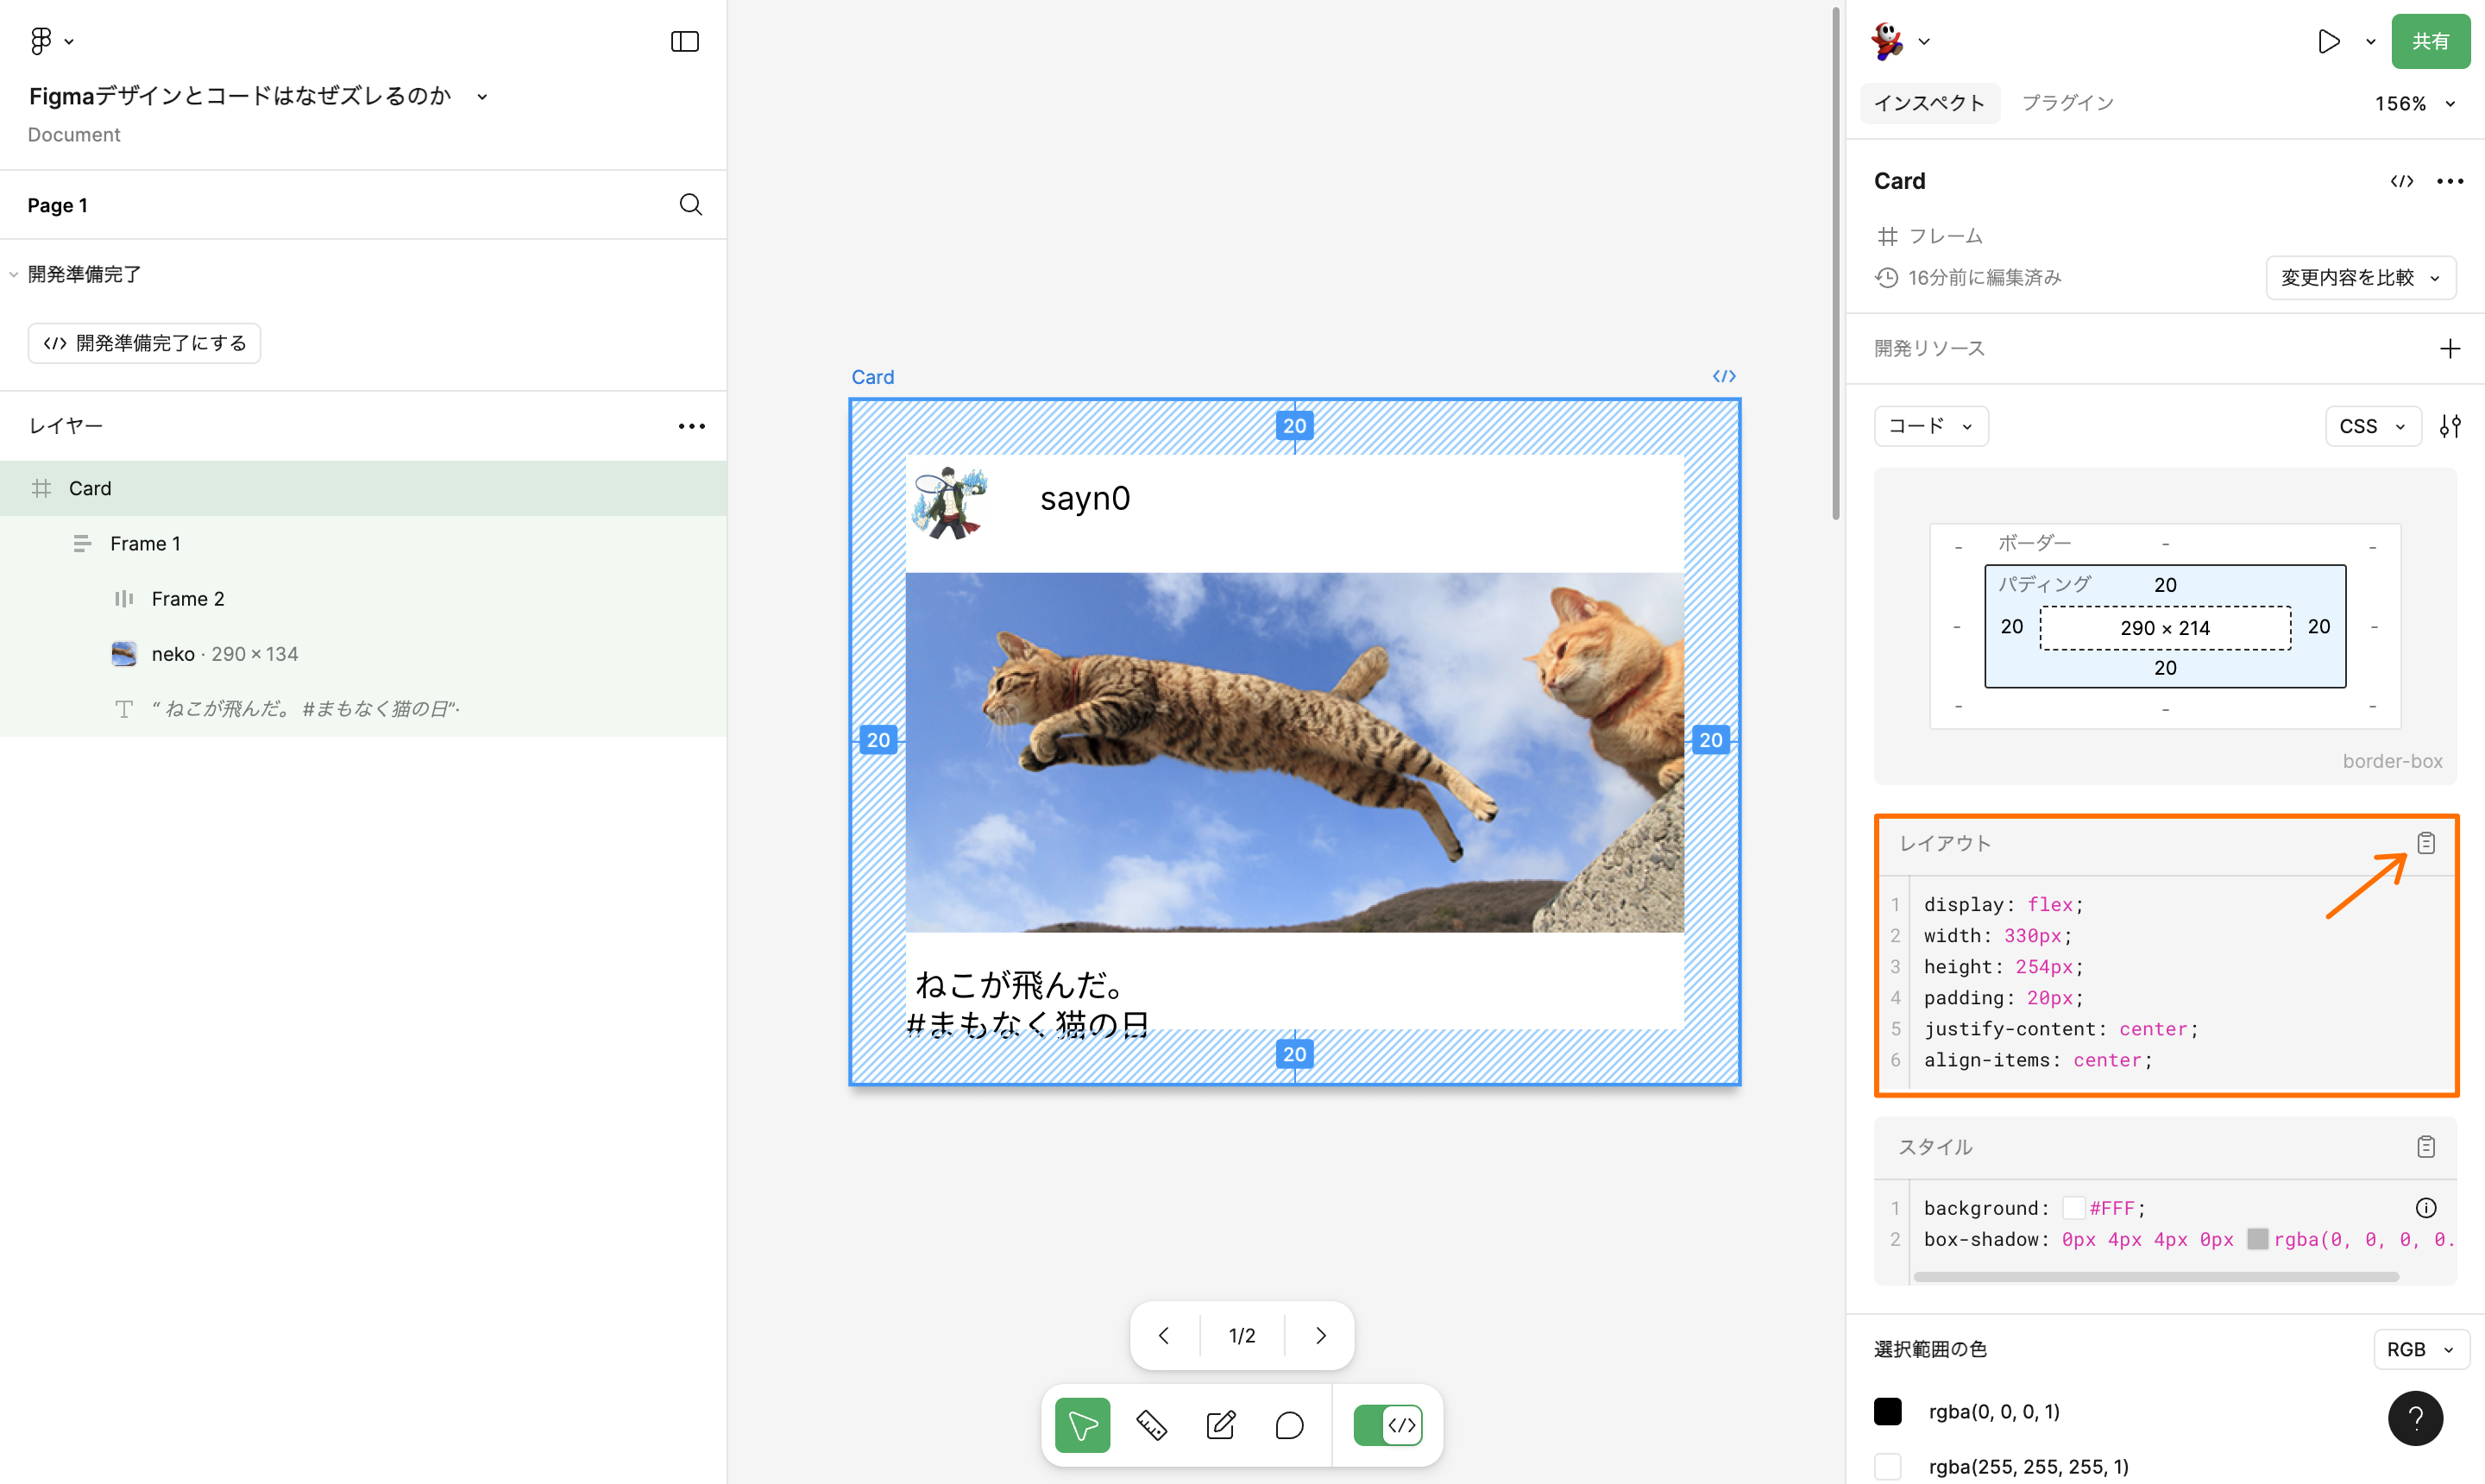 Figmaデザインとコードはなぜズレるのか
Document
Page 1
開発準備完了
開発準備完了にする
レイヤー
Card
Frame 1
Frame 2
neko · 290 × 134
“ ねこが飛んだ。 #まもなく猫の日”·
Card
20
sayn0
20
20
ねこが飛んだ。
#まもなく猫の日
20
1/2
共有
インスペクト
プラグイン
156%
Card
フレーム
16分前に編集済み
変更内容を比較
開発リソース
コード
CSS
- ボーダー - -
パディング 20
- 20 290 × 214 20 -
20
- - -
border-box
レイアウト
1 display: flex;
2 width: 330px;
3 height: 254px;
4 padding: 20px;
5 justify-content: center;
6 align-items: center;
スタイル
1 background: #FFF;
2 box-shadow: 0px 4px 4px 0px rgba(0, 0, 0, 0.
選択範囲の色
RGB
rgba(0, 0, 0, 1)
?
rgba(255, 255, 255, 1)